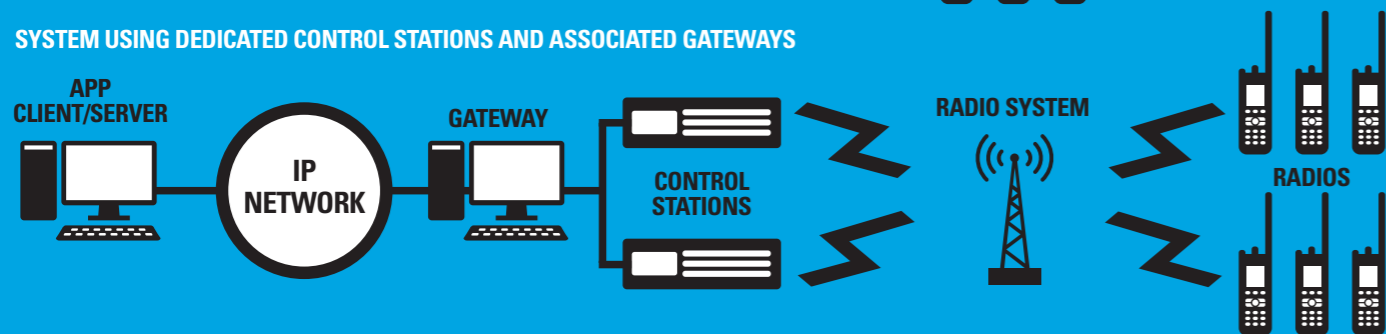 SYSTEM USING DEDICATED CONTROL STATIONS AND ASSOCIATED GATEWAYS
APP
CLIENT/SERVER
IP
NETWORK
GATEWAY
CONTROL
STATIONS
RADIO SYSTEM
RADIOS